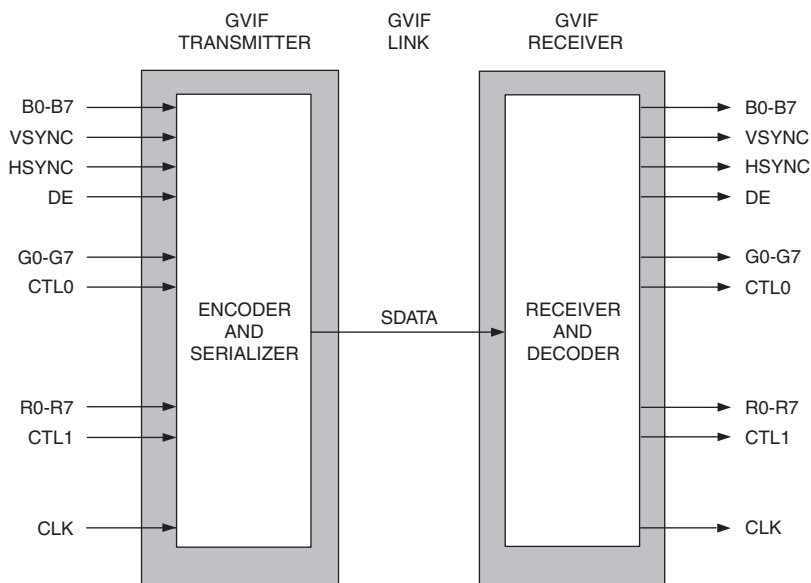 GVIF
TRANSMITTER
GVIF
LINK
GVIF
RECEIVER
B0-B7
VSYNC
HSYNC
DE
G0-G7
CTL0
R0-R7
CTL1
CLK
ENCODER
AND
SERIALIZER
SDATA
RECEIVER
AND
DECODER
B0-B7
VSYNC
HSYNC
DE
G0-G7
CTL0
R0-R7
CTL1
CLK